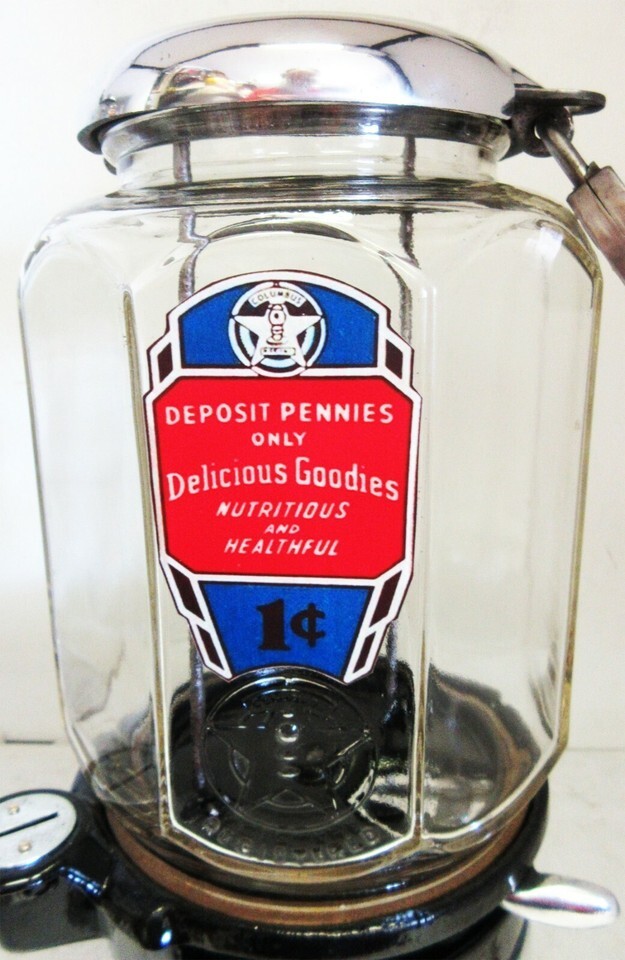 COLUMBUS
DEPOSIT PENNIES
ONLY
Delicious Goodies
NUTRITIOUS
AND
HEALTHFUL
1¢